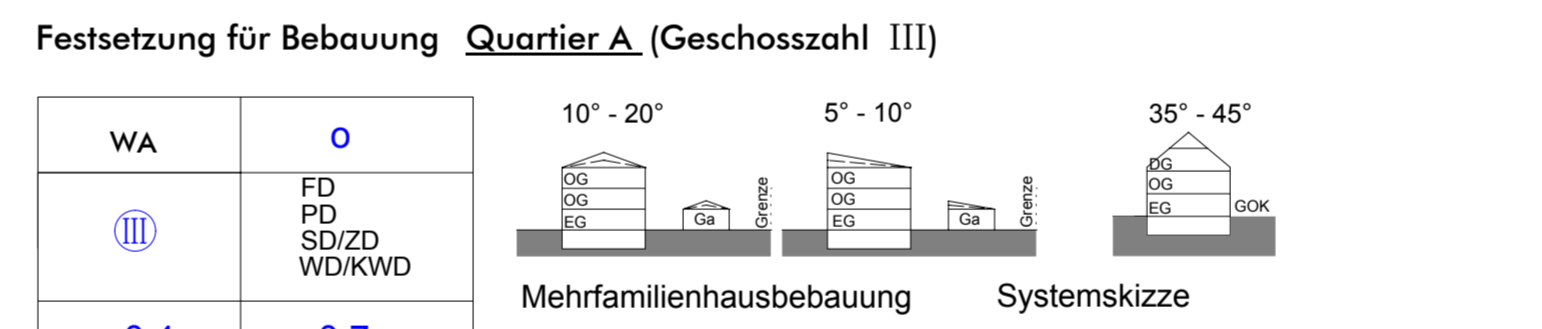 Festsetzung für Bebauung Quartier A (Geschosszahl III)
WA o
III
FD
PD
SD/ZD
WD/KWD
10° - 20°
OG
OG
EG
Ga
Grenze
5° - 10°
OG
OG
EG
Ga
Grenze
35° - 45°
DG
OG
EG
GOK
Mehrfamilienhausbebauung Systemskizze